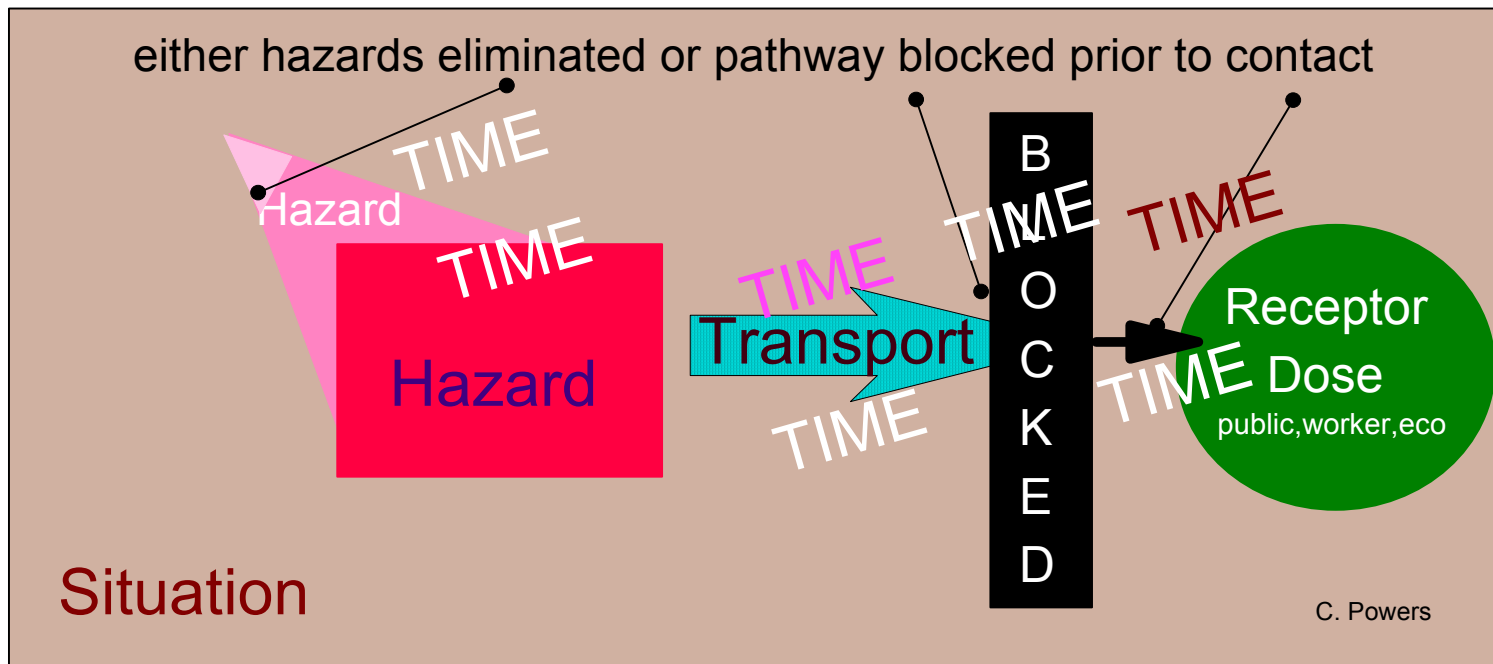 either hazards eliminated or pathway blocked prior to contact
TIME
Hazard
TIME
Hazard
TIME
Transport
TIME
B
L
O
C
K
E
D
TIME
TIME
TIME
Receptor
Dose
public,worker,eco
Situation
C. Powers